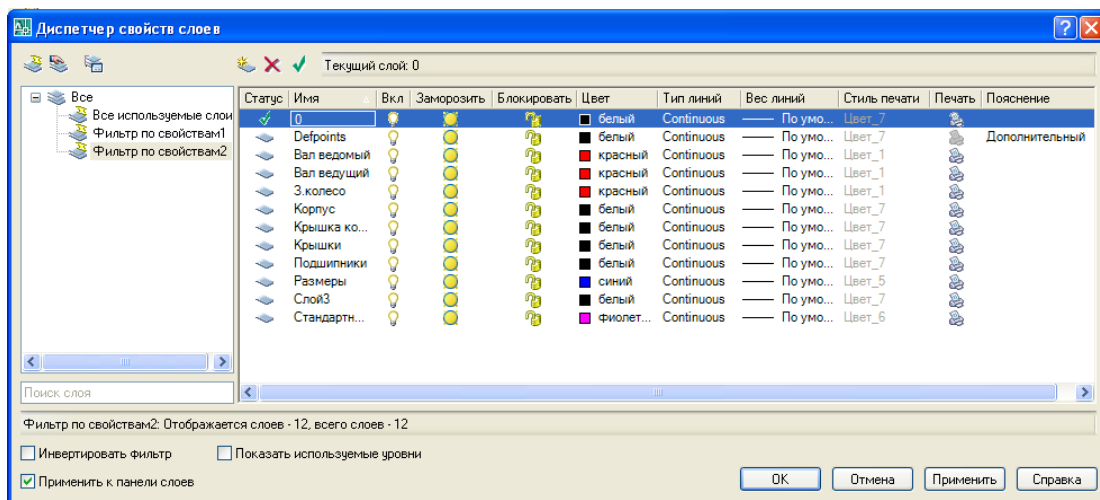 Диспетчер свойств слоев
Текущий слой: 0
Все
Все используемые слои
Фильтр по свойствам1
Фильтр по свойствам2
Поиск слоя
Статус Имя Вкл Заморозить Блокировать Цвет Тип линий Вес линий Стиль печати Печать Пояснение
0 белый Continuous По умо... Цвет_7
Defpoints белый Continuous По умо... Цвет_7 Дополнительный
Вал ведомый красный Continuous По умо... Цвет_1
Вал ведущий красный Continuous По умо... Цвет_1
З.колесо красный Continuous По умо... Цвет_1
Корпус белый Continuous По умо... Цвет_7
Крышка ко... белый Continuous По умо... Цвет_7
Крышки белый Continuous По умо... Цвет_7
Подшипники белый Continuous По умо... Цвет_7
Размеры синий Continuous По умо... Цвет_5
Слой3 белый Continuous По умо... Цвет_7
Стандартн... фиолет... Continuous По умо... Цвет_6
Фильтр по свойствам2: Отображается слоев - 12, всего слоев - 12
Инвертировать фильтр Показать используемые уровни
Применить к панели слоев
OK Отмена Применить Справка